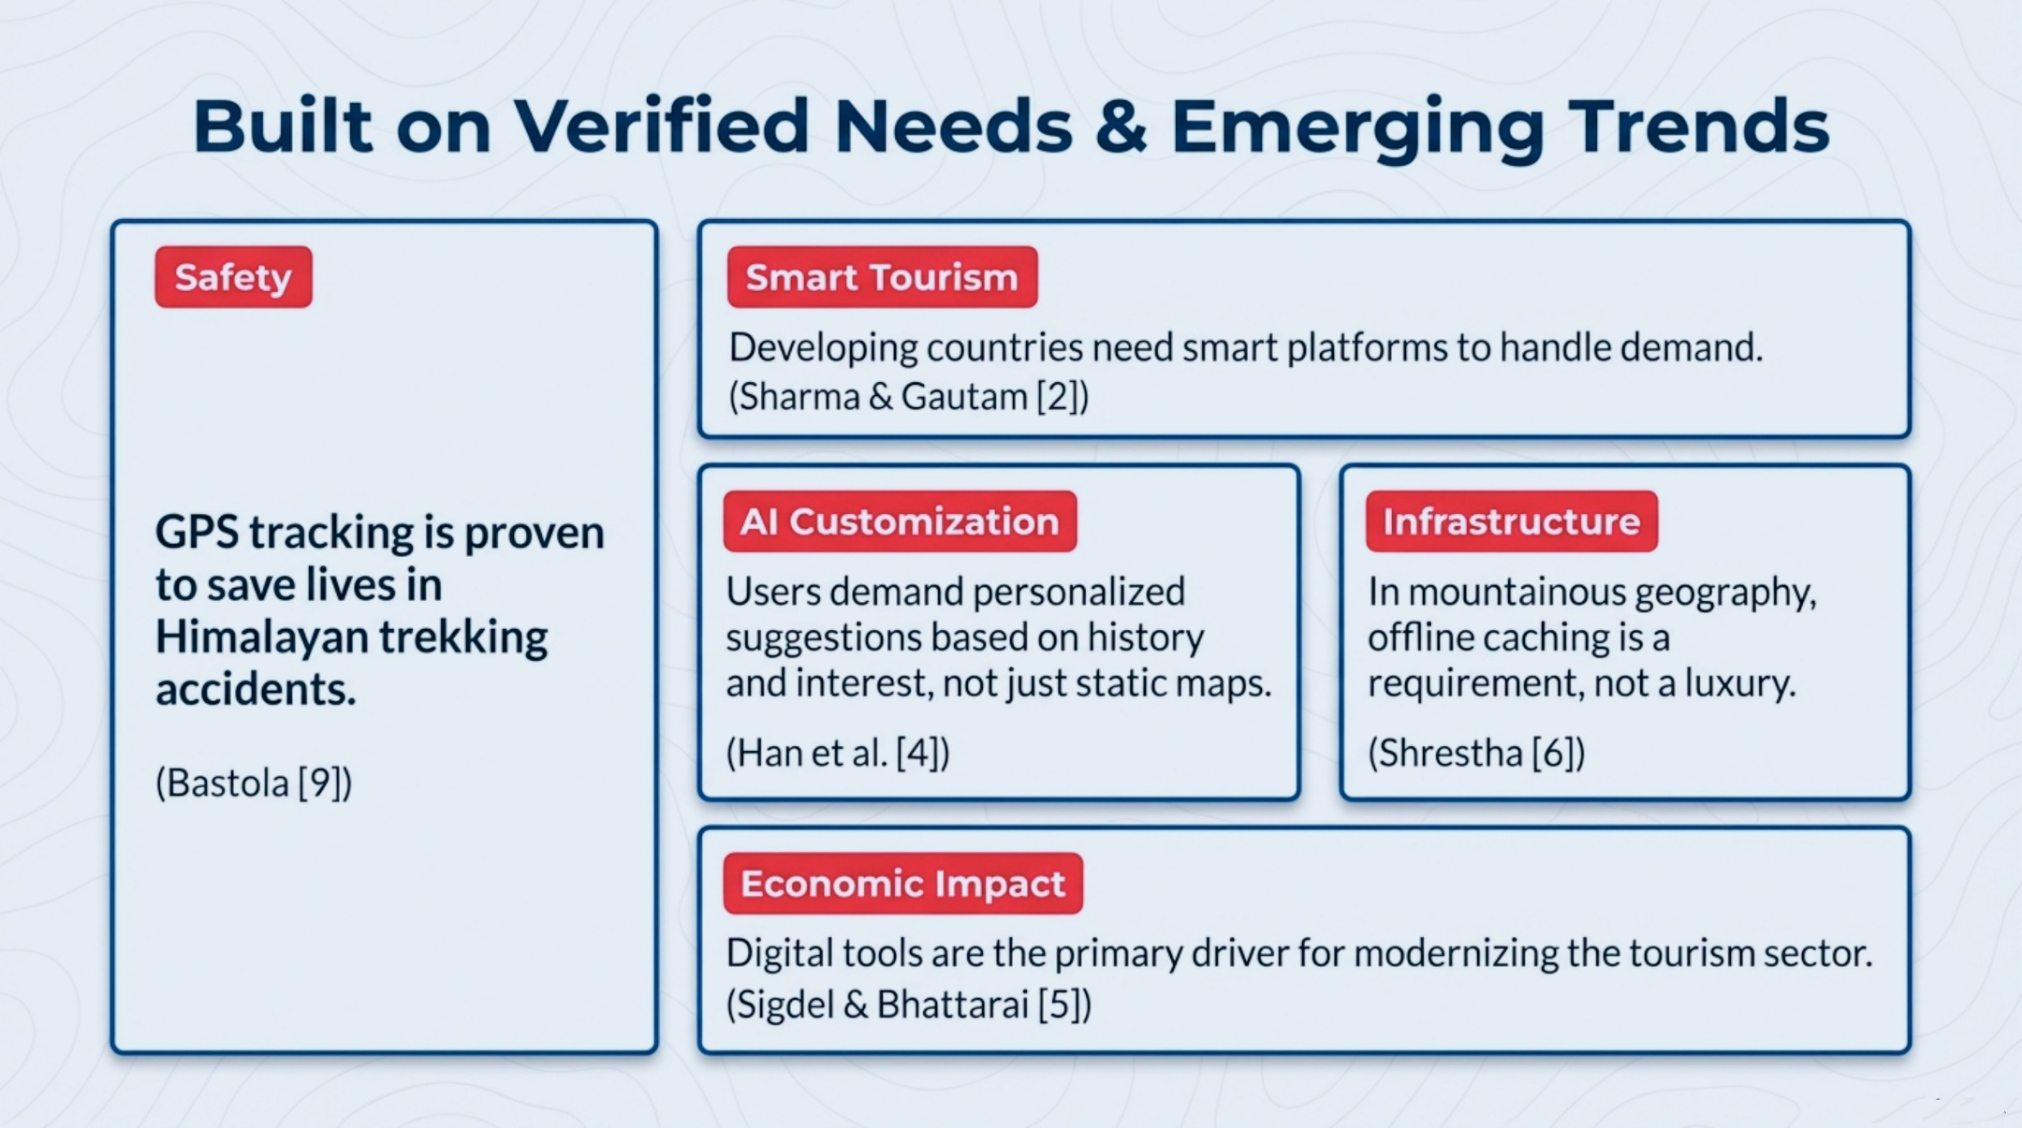 Built on Verified Needs & Emerging Trends
Safety
GPS tracking is proven
to save lives in
Himalayan trekking
accidents.
(Bastola [9])
Smart Tourism
Developing countries need smart platforms to handle demand.
(Sharma & Gautam [2])
AI Customization
Users demand personalized
suggestions based on history
and interest, not just static maps.
(Han et al. [4])
Infrastructure
In mountainous geography,
offline caching is a
requirement, not a luxury.
(Shrestha [6])
Economic Impact
Digital tools are the primary driver for modernizing the tourism sector.
(Sigdel & Bhattarai [5])